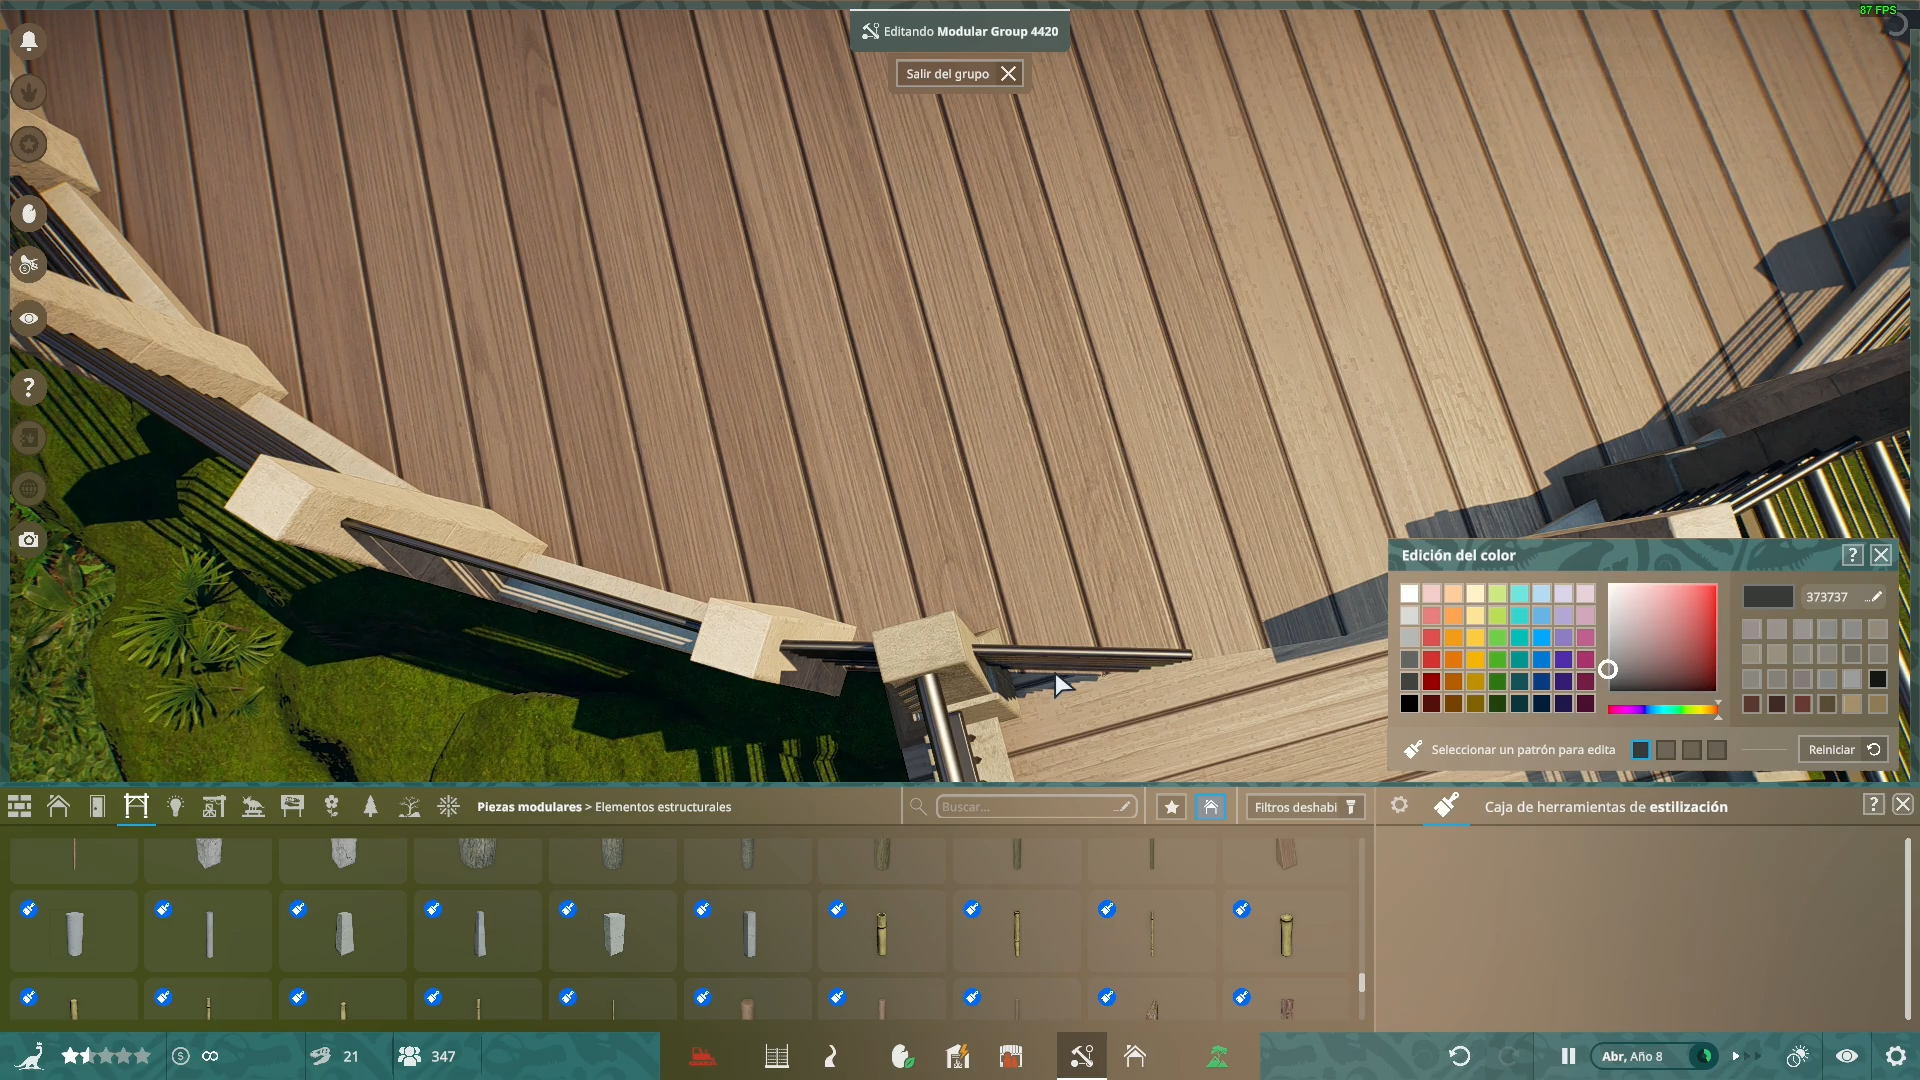 87 FPS
Editando Modular Group 4420
Salir del grupo
Edición del color
?
373737
...
Seleccionar un patrón para edita
Reiniciar
Piezas modulares > Elementos estructurales
Buscar...
Filtros deshabi
Caja de herramientas de estilización
?
21
347
Abr, Año 8